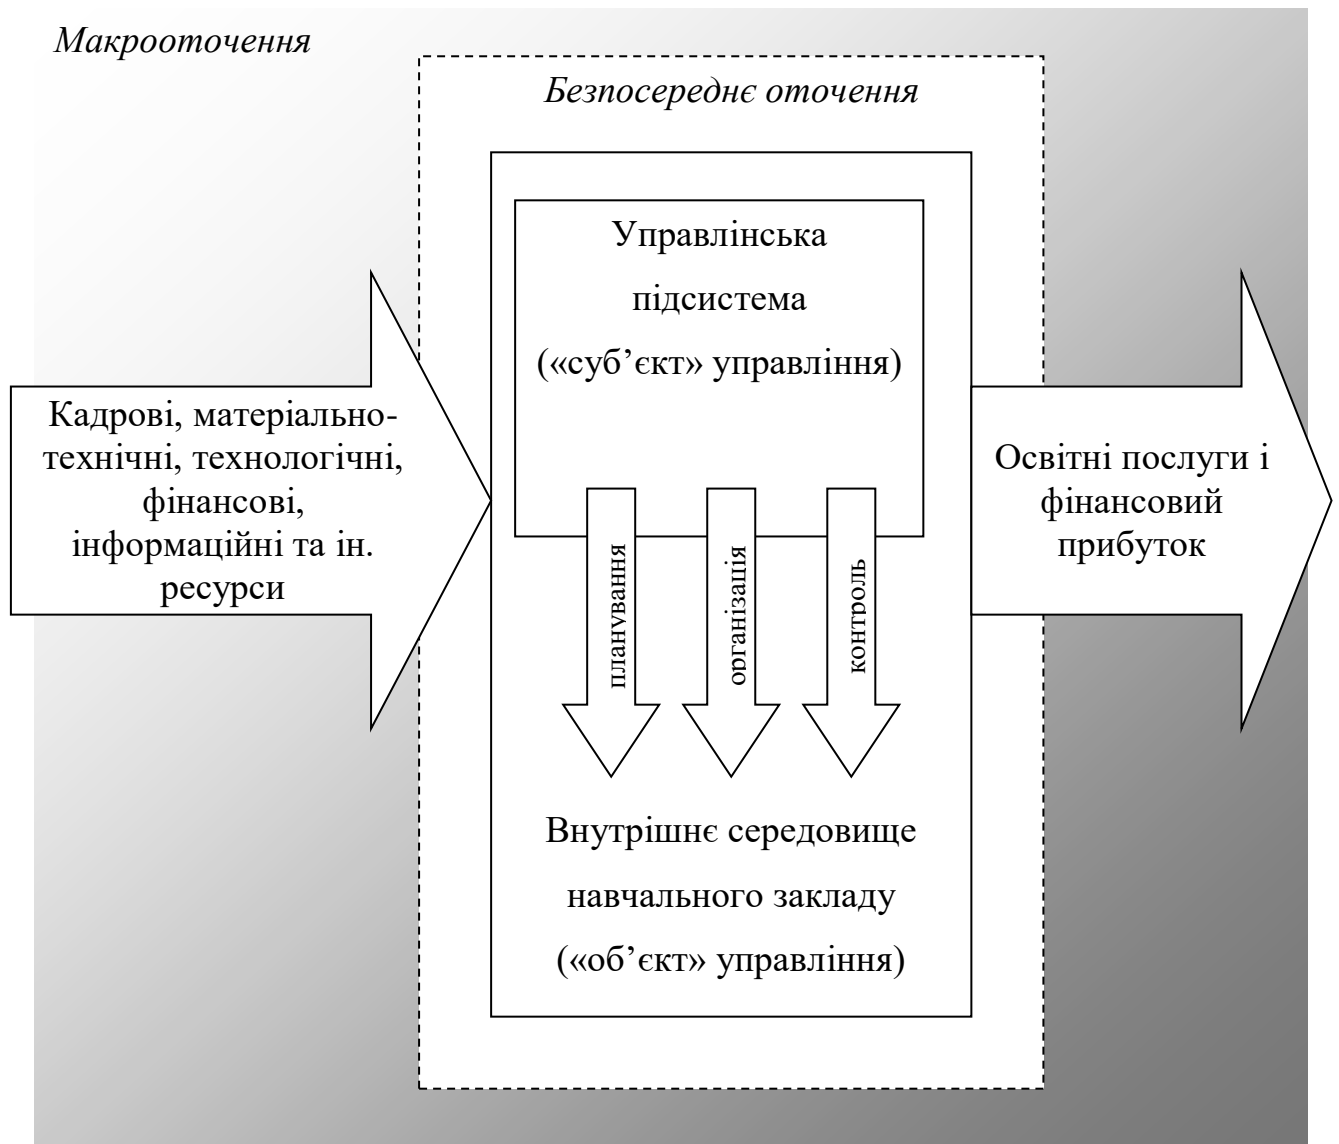 Макрооточення
Безпосереднє оточення
Управлінська
підсистема
(«суб’єкт» управління)
Кадрові, матеріально-
технічні, технологічні,
фінансові,
інформаційні та ін.
ресурси
Освітні послуги і
фінансовий
прибуток
планування
організація
контроль
Внутрішнє середовище
навчального закладу
(«об’єкт» управління)